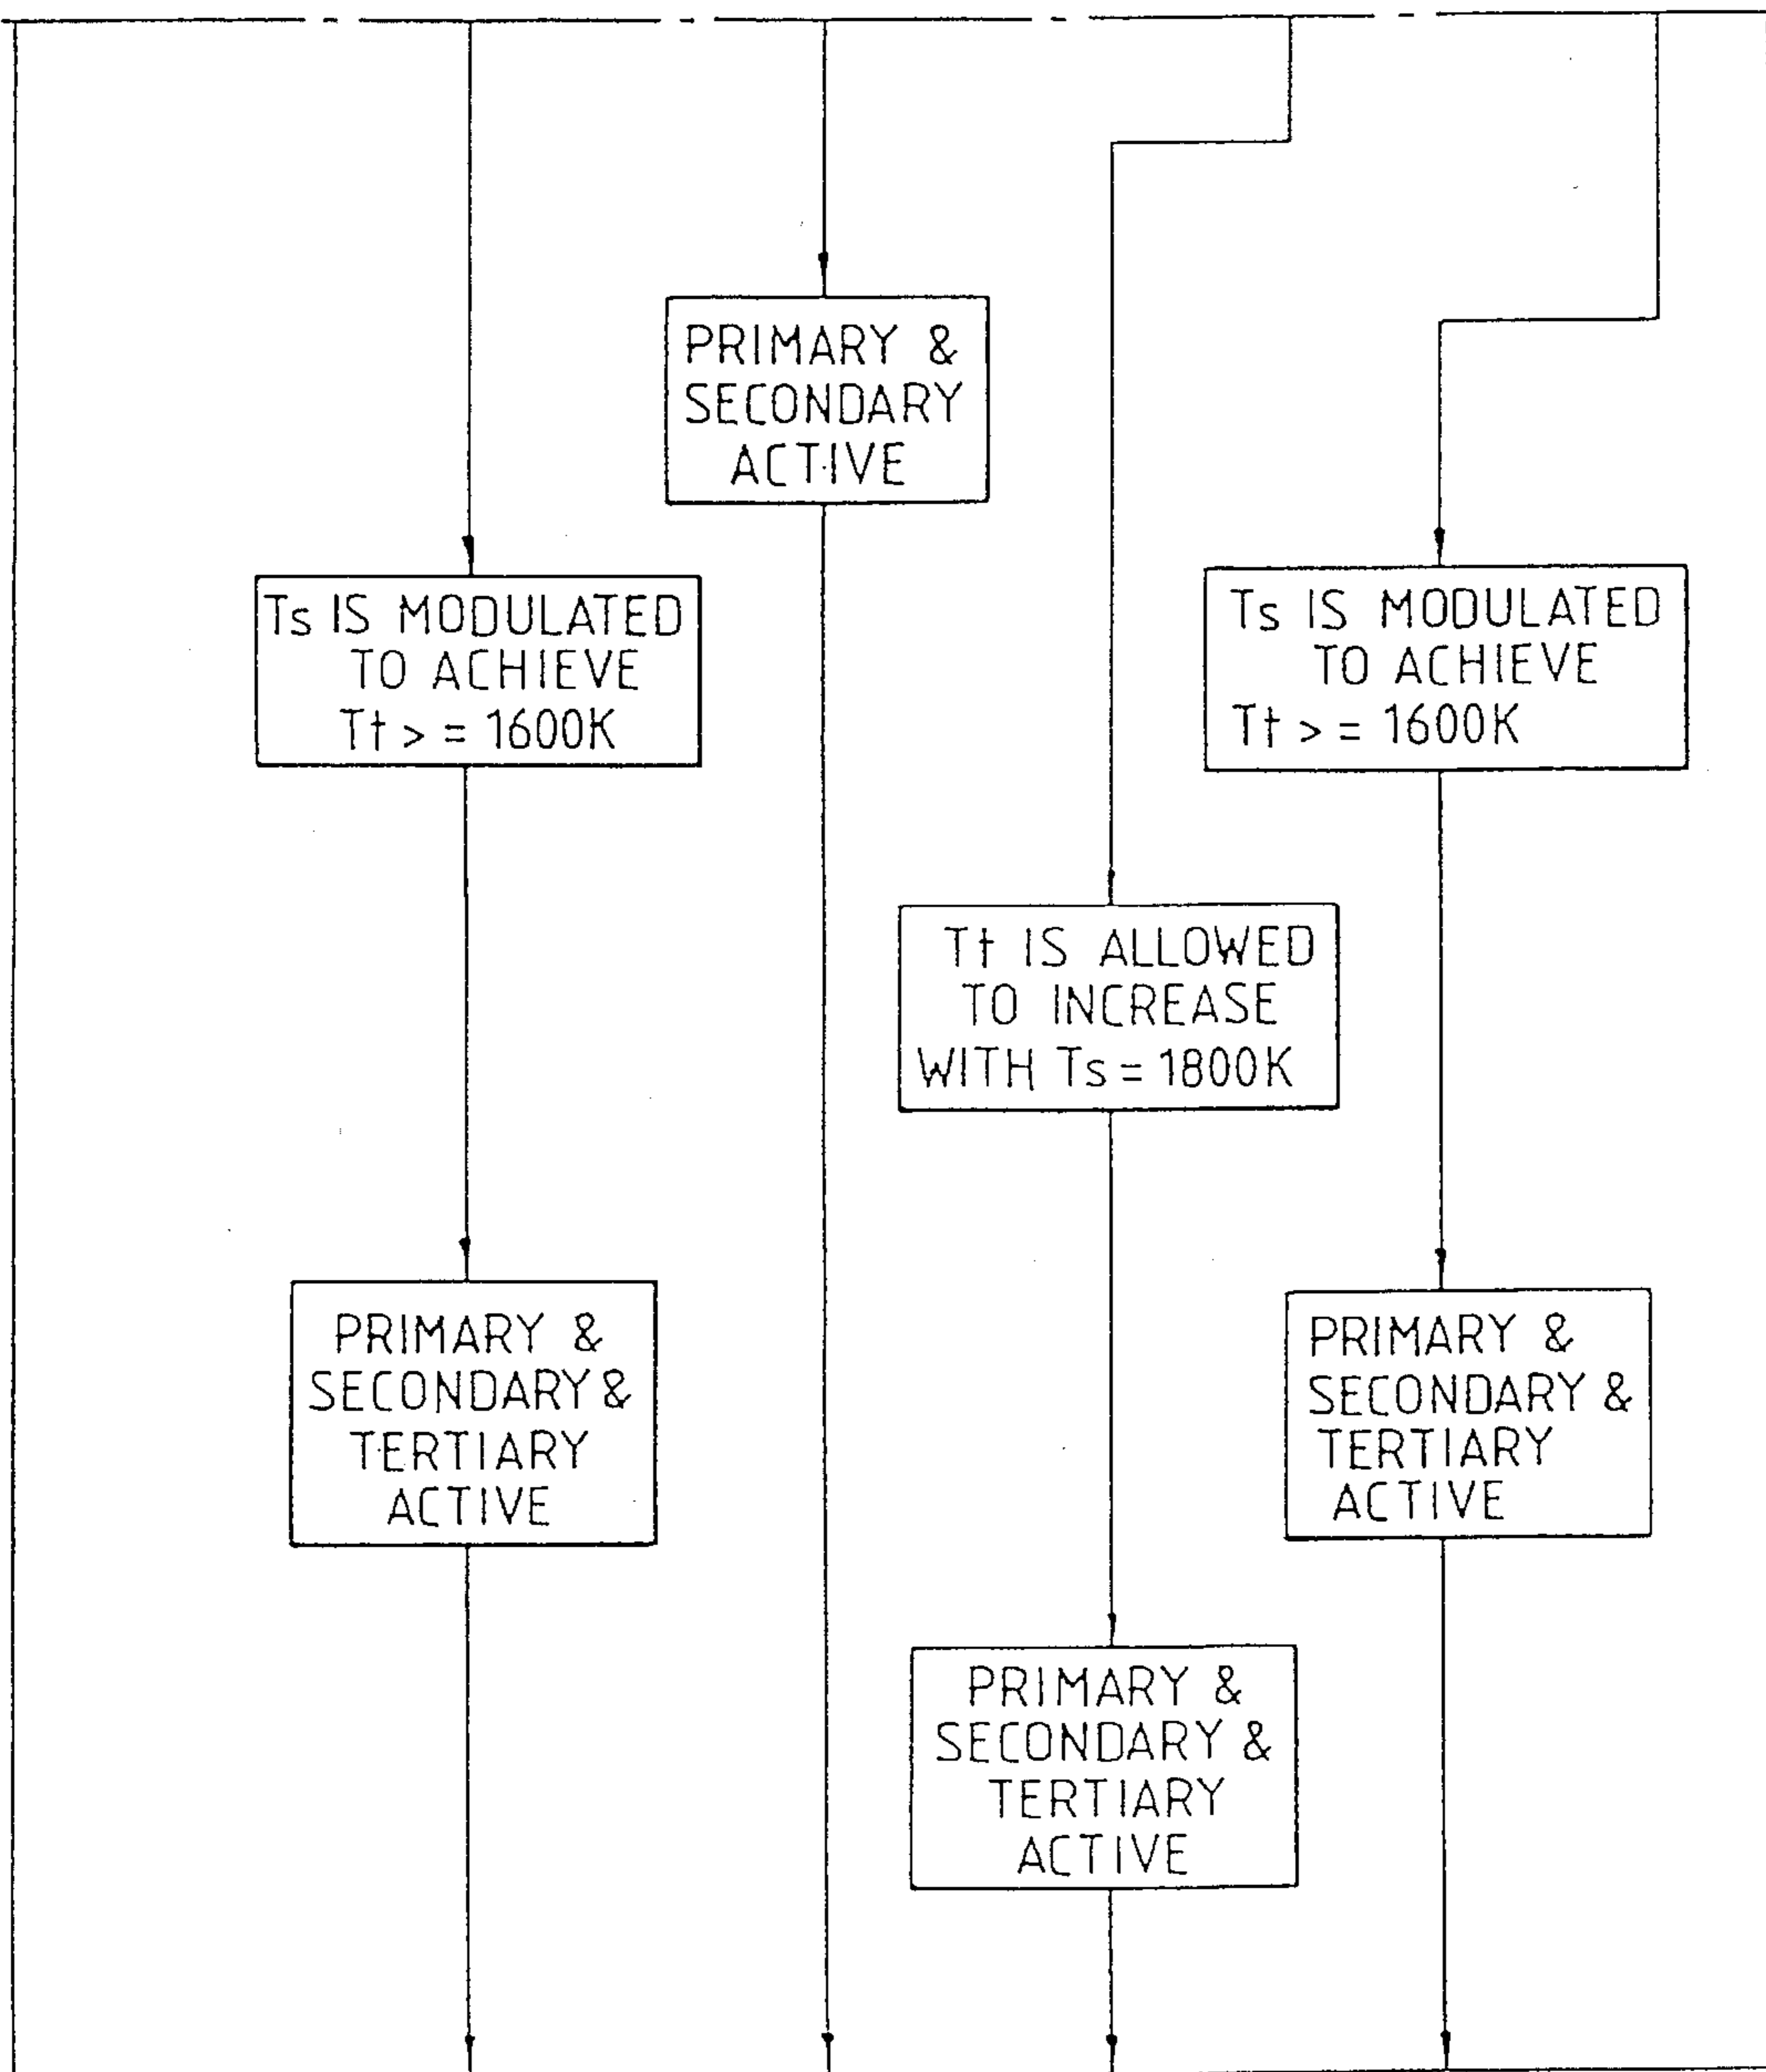 PRIMARY &
SECONDARY
ACTIVE
Ts IS MODULATED
TO ACHIEVE
Tt > = 1600K
Ts IS MODULATED
TO ACHIEVE
Tt > = 1600K
Tt IS ALLOWED
TO INCREASE
WITH Ts = 1800K
PRIMARY &
SECONDARY &
TERTIARY
ACTIVE
PRIMARY &
SECONDARY &
TERTIARY
ACTIVE
PRIMARY &
SECONDARY &
TERTIARY
ACTIVE